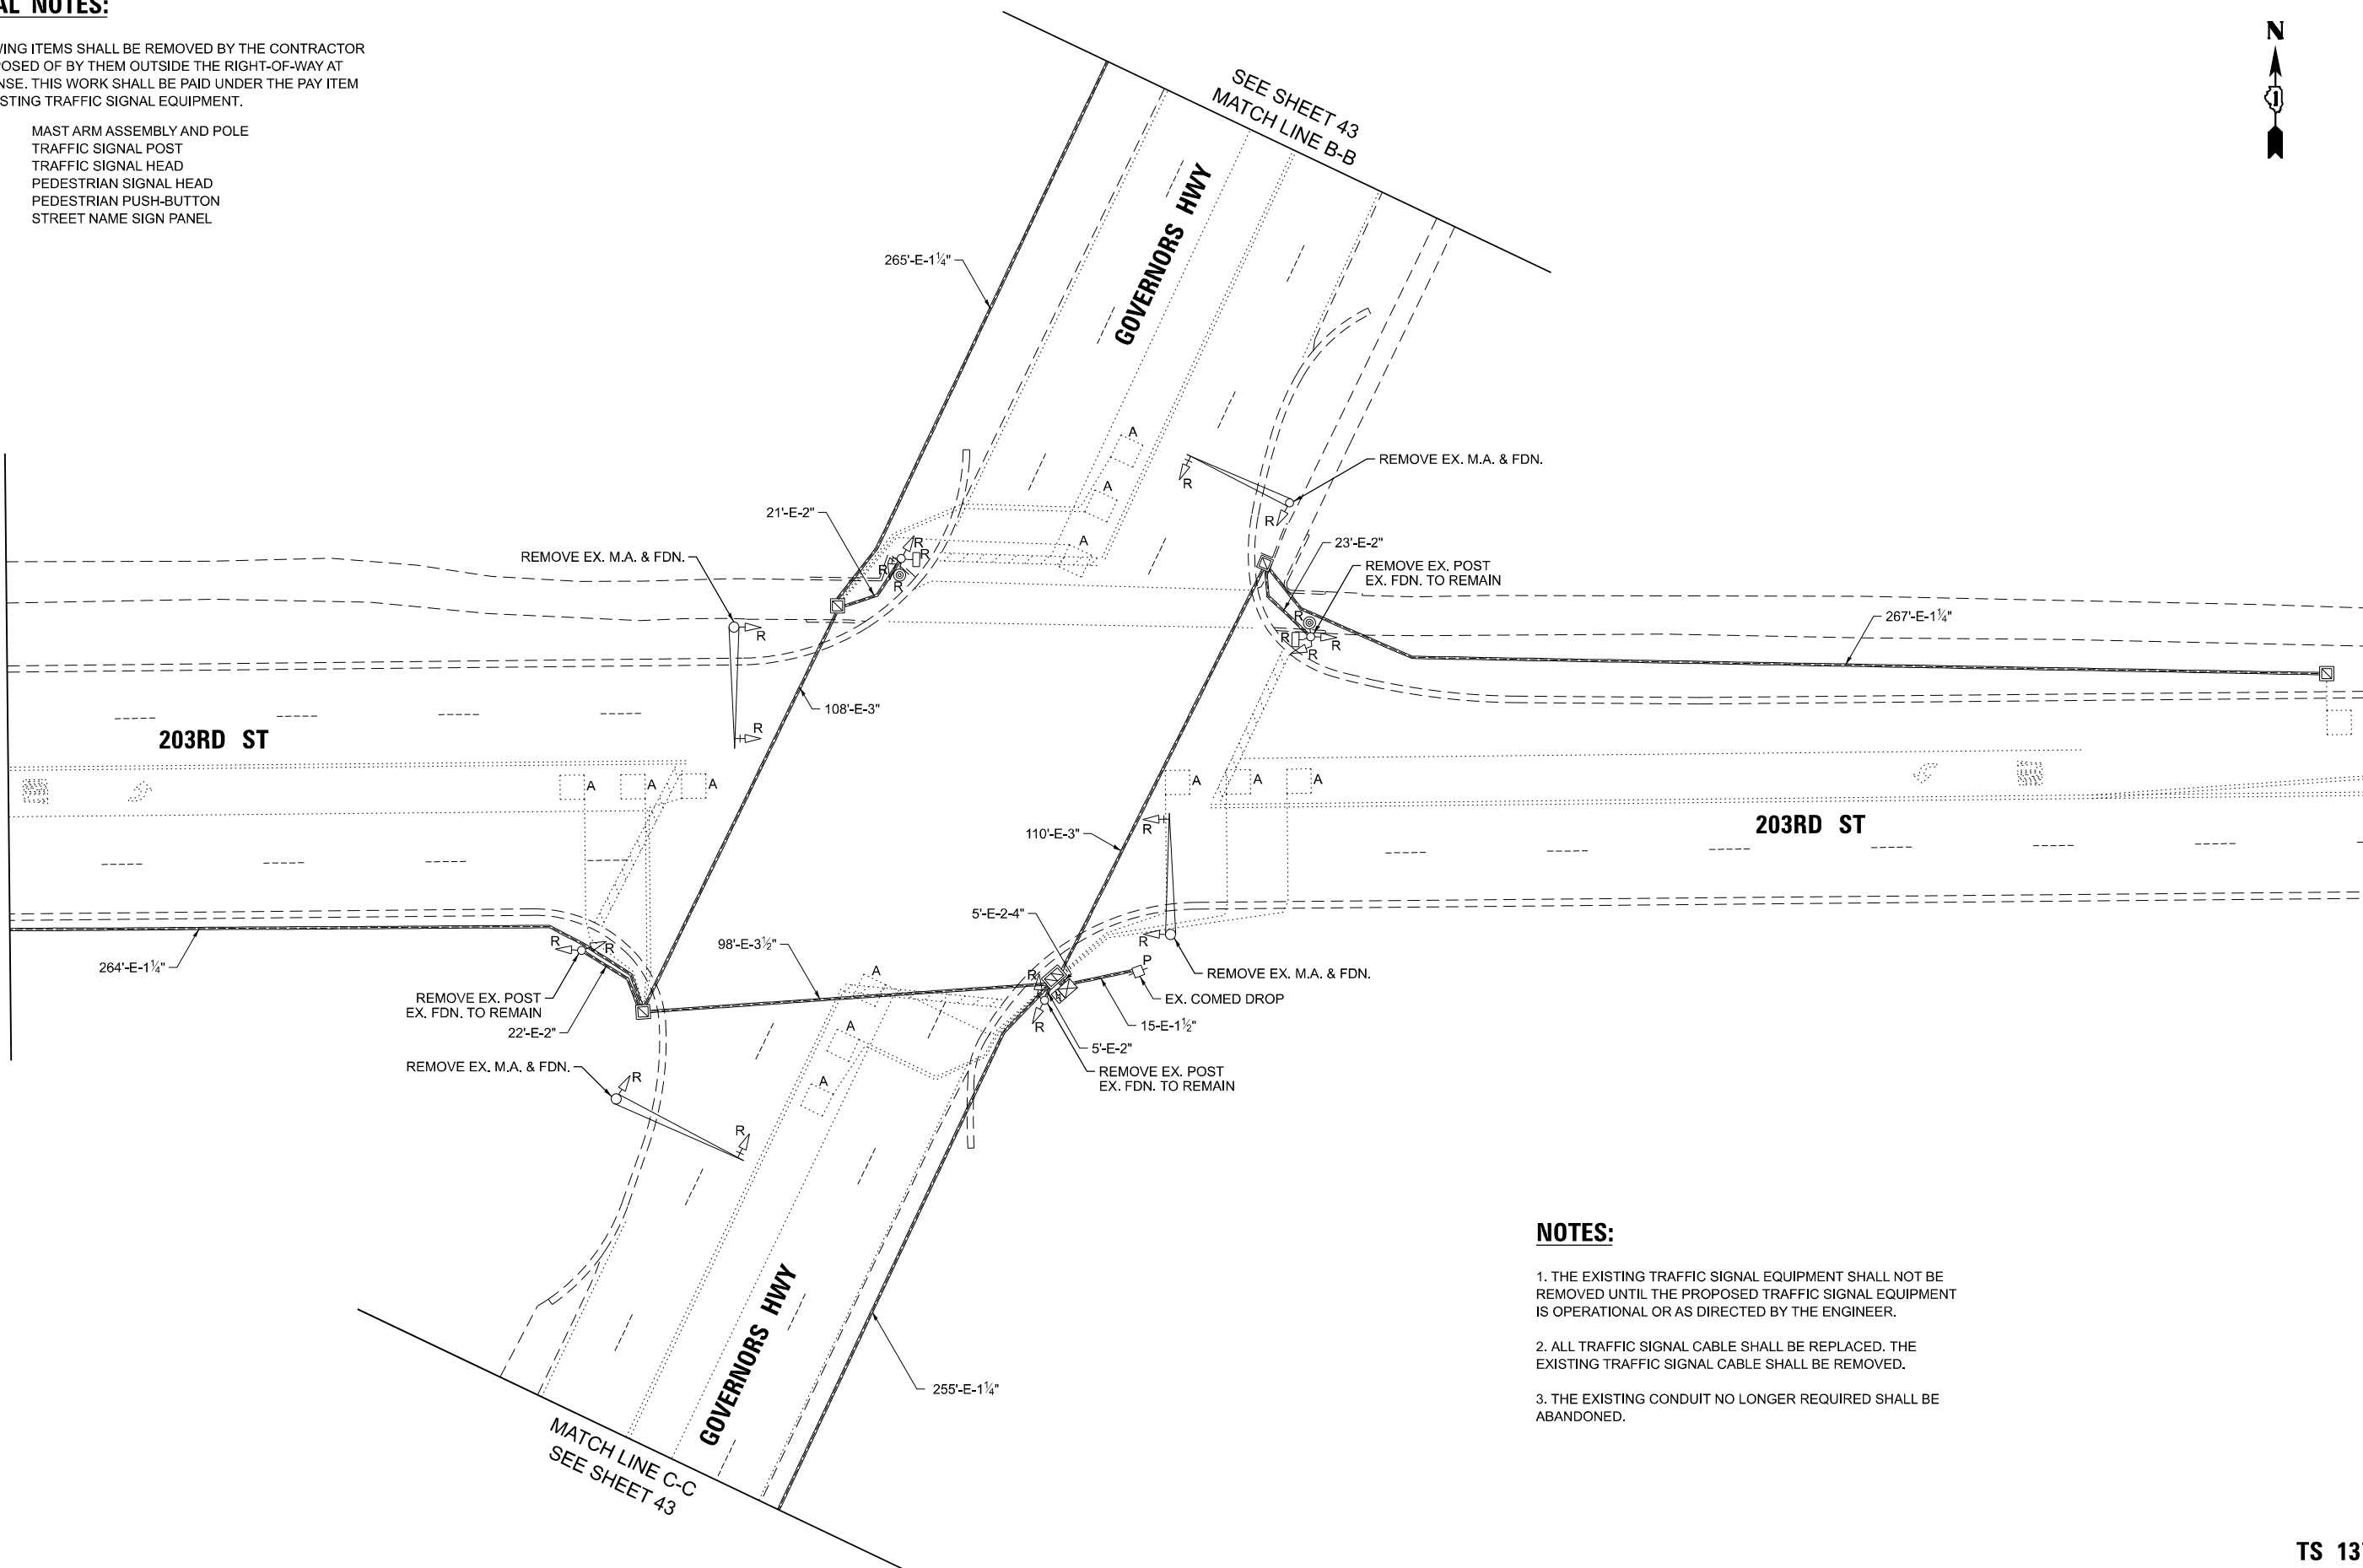 NOTES:
WING ITEMS SHALL BE REMOVED BY THE CONTRACTOR
POSED OF BY THEM OUTSIDE THE RIGHT-OF-WAY AT
NSE. THIS WORK SHALL BE PAID UNDER THE PAY ITEM
ISTING TRAFFIC SIGNAL EQUIPMENT.
MAST ARM ASSEMBLY AND POLE
TRAFFIC SIGNAL POST
TRAFFIC SIGNAL HEAD
PEDESTRIAN SIGNAL HEAD
PEDESTRIAN PUSH-BUTTON
STREET NAME SIGN PANEL
N
1
SEE SHEET 43
MATCH LINE B-B
GOVERNORS HWY
265'-E-1¼"
A
REMOVE EX. M.A. & FDN.
R
A
R
21'-E-2"
A
REMOVE EX. M.A. & FDN.
R
R
R
R
23'-E-2"
REMOVE EX. POST
EX. FDN. TO REMAIN
R
R
R
R
267'-E-1¼"
R
R
108'-E-3"
203RD ST
A
A
A
A
A
A
203RD ST
R
110'-E-3"
5'-E-2-4"
98'-E-3½"
R
R
R
264'-E-1¼"
REMOVE EX. POST
EX. FDN. TO REMAIN
22'-E-2"
A
R
R
P
REMOVE EX. M.A. & FDN.
EX. COMED DROP
15-E-1½"
5'-E-2"
REMOVE EX. POST
EX. FDN. TO REMAIN
A
A
REMOVE EX. M.A. & FDN.
R
R
GOVERNORS HWY
255'-E-1¼"
MATCH LINE C-C
SEE SHEET 43
NOTES:
1. THE EXISTING TRAFFIC SIGNAL EQUIPMENT SHALL NOT BE
REMOVED UNTIL THE PROPOSED TRAFFIC SIGNAL EQUIPMENT
IS OPERATIONAL OR AS DIRECTED BY THE ENGINEER.
2. ALL TRAFFIC SIGNAL CABLE SHALL BE REPLACED. THE
EXISTING TRAFFIC SIGNAL CABLE SHALL BE REMOVED.
3. THE EXISTING CONDUIT NO LONGER REQUIRED SHALL BE
ABANDONED.
TS 13